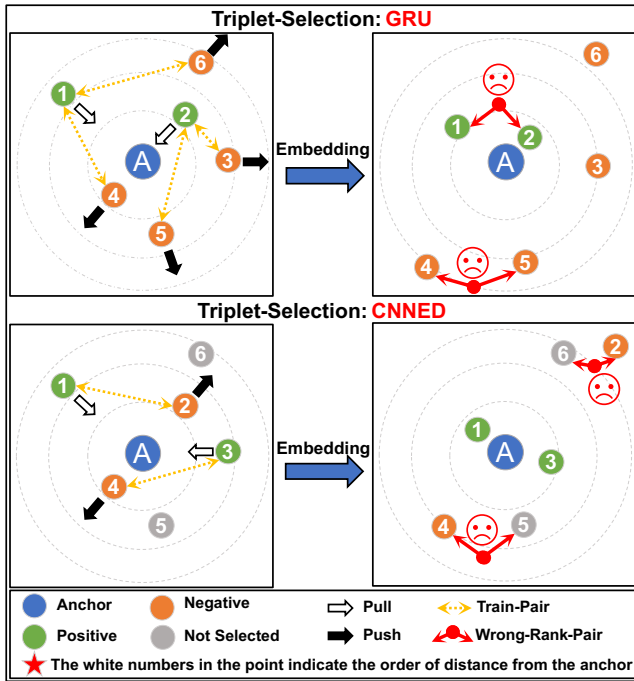 Triplet-Selection: GRU
6
1
2
A
3
4
5
Embedding
6
1
2
A
3
4
5
Triplet-Selection: CNNED
6
1
2
A
3
4
5
Embedding
6
2
1
A
3
4
5
Anchor
Negative
Pull
Train-Pair
Positive
Not Selected
Push
Wrong-Rank-Pair
The white numbers in the point indicate the order of distance from the anchor